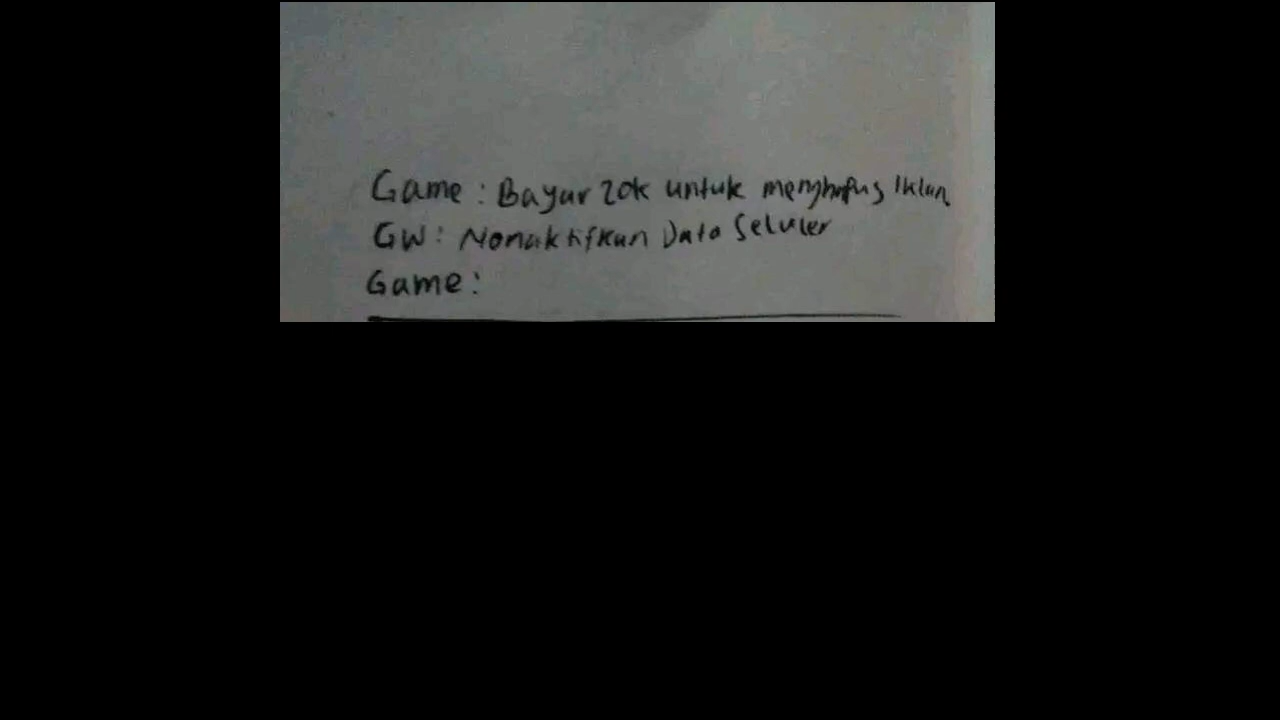 Game : Bayar 20k untuk menghapus Iklan
GW : Nonaktifkan Data Seluler
Game :